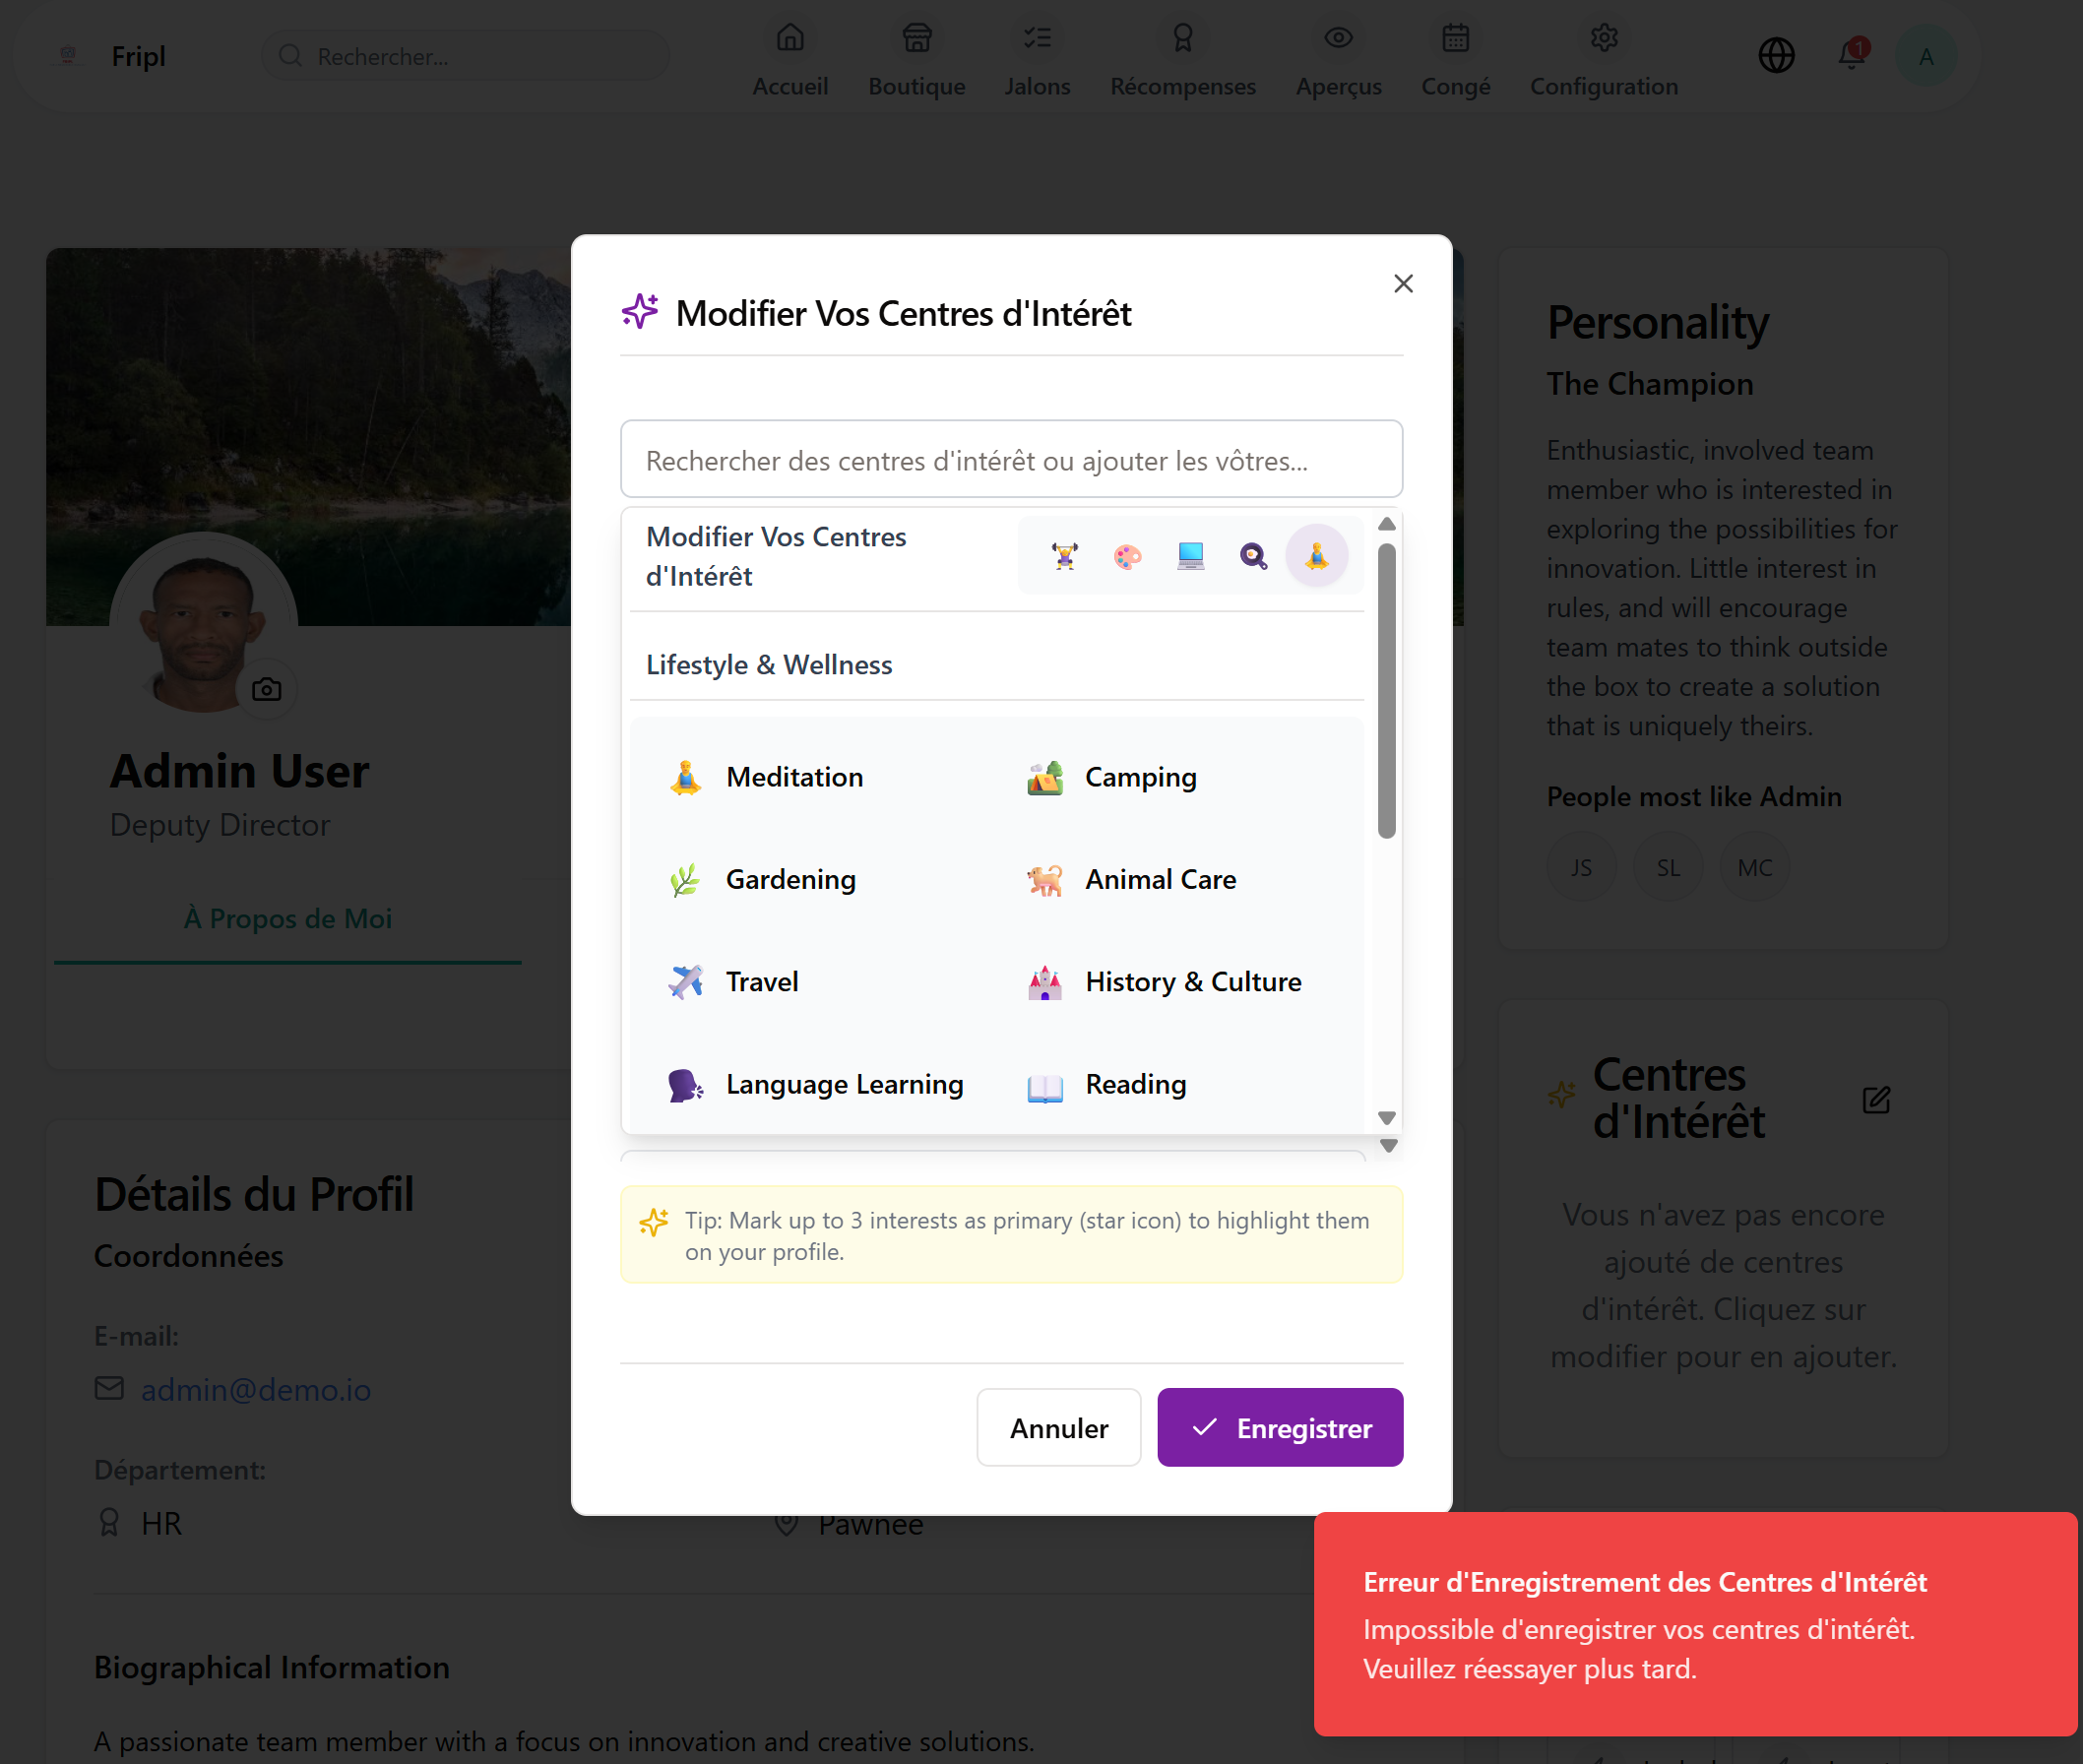 Fripl
Rechercher...
Accueil
Boutique
Jalons
Récompenses
Aperçus
Congé
Configuration
1
A
Modifier Vos Centres d'Intérêt
Rechercher des centres d'intérêt ou ajouter les vôtres...
Modifier Vos Centres
d'Intérêt
Lifestyle & Wellness
Meditation
Camping
Gardening
Animal Care
Travel
History & Culture
Language Learning
Reading
Tip: Mark up to 3 interests as primary (star icon) to highlight them
on your profile.
Annuler
Enregistrer
Admin User
Deputy Director
À Propos de Moi
Détails du Profil
Coordonnées
E-mail:
admin@demo.io
Département:
HR
Pawnee
Biographical Information
A passionate team member with a focus on innovation and creative solutions.
Personality
The Champion
Enthusiastic, involved team
member who is interested in
exploring the possibilities for
innovation. Little interest in
rules, and will encourage
team mates to think outside
the box to create a solution
that is uniquely theirs.
People most like Admin
JS
SL
MC
Centres
d'Intérêt
Vous n'avez pas encore
ajouté de centres
d'intérêt. Cliquez sur
modifier pour en ajouter.
Erreur d'Enregistrement des Centres d'Intérêt
Impossible d'enregistrer vos centres d'intérêt.
Veuillez réessayer plus tard.